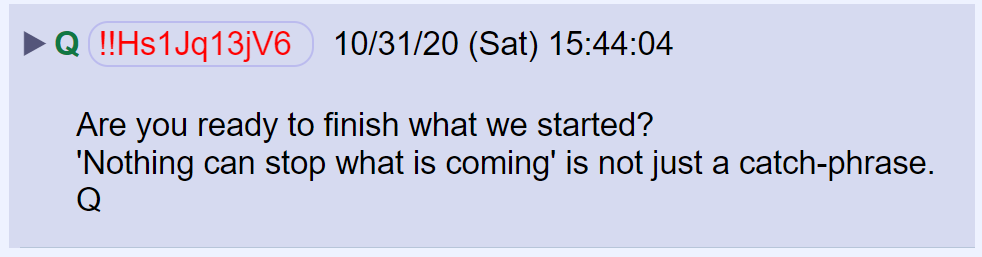 Q !!Hs1Jq13jV6 10/31/20 (Sat) 15:44:04
Are you ready to finish what we started?
'Nothing can stop what is coming' is not just a catch-phrase.
Q